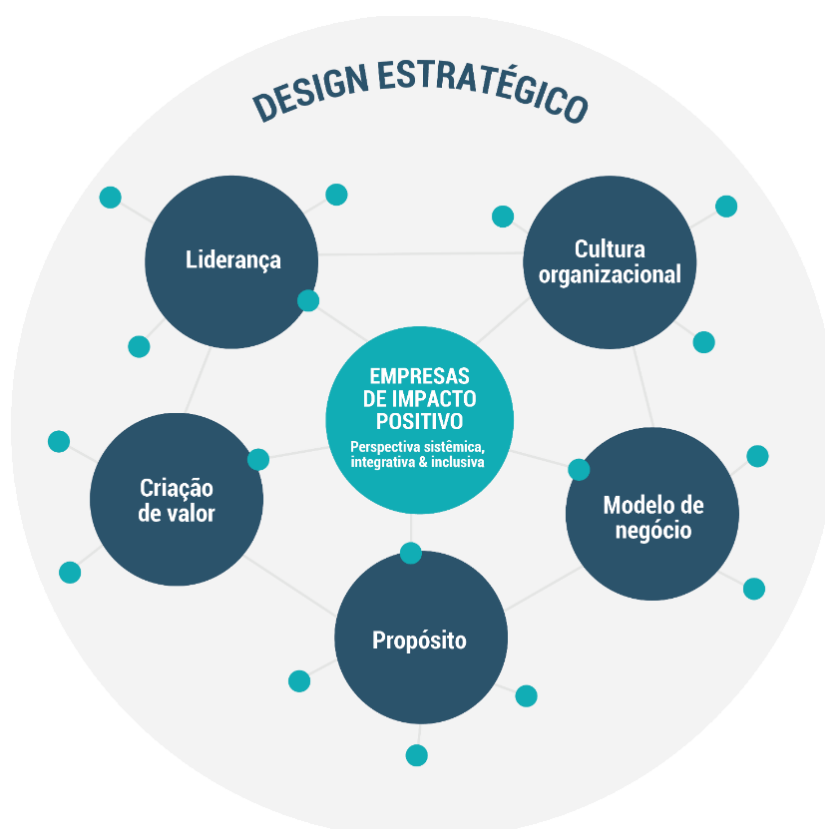 DESIGN ESTRATÉGICO
Liderança
Cultura
organizacional
EMPRESAS
DE IMPACTO
POSITIVO
Perspectiva sistêmica,
integrativa & inclusiva
Criação
de valor
Modelo de
negócio
Propósito